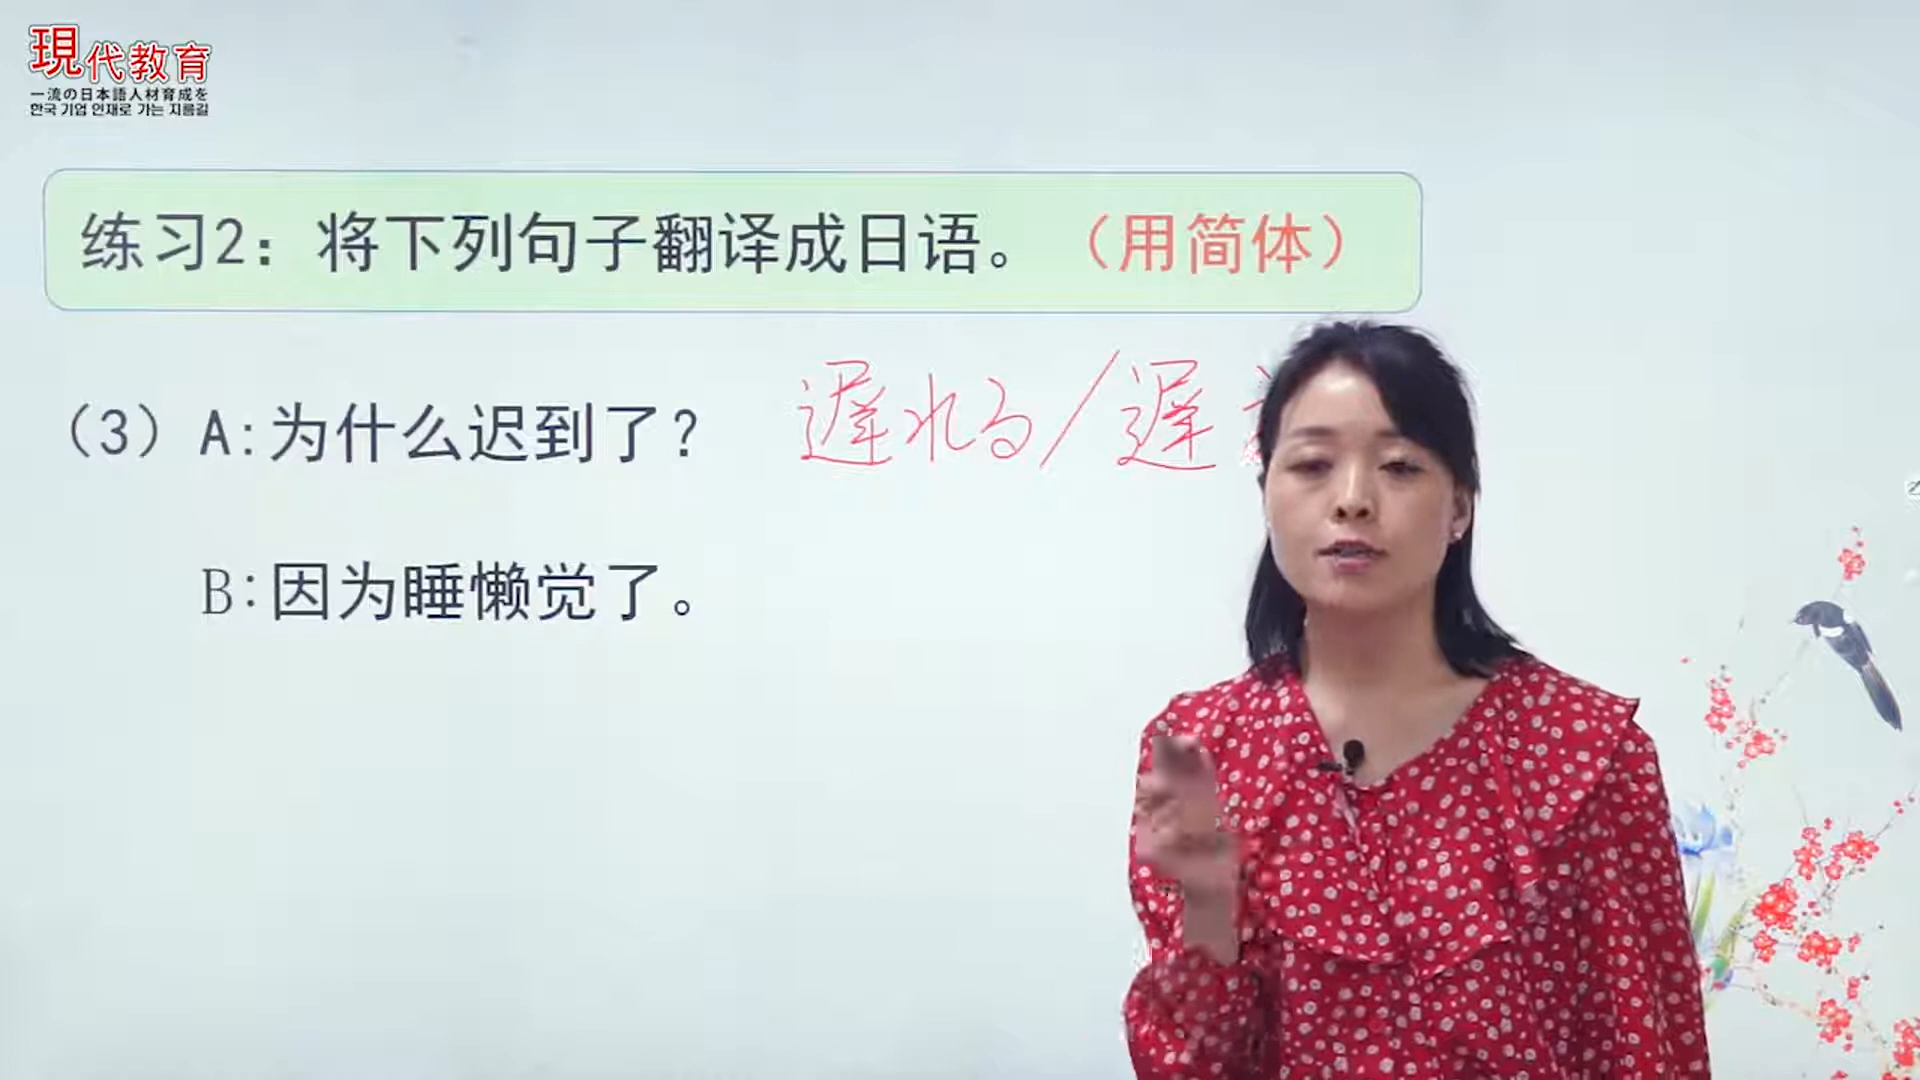 現代教育
一流の日本語人材育成を
한국 기업 인재로 가는 지름길
练习2：将下列句子翻译成日语。（用简体）
（3）A:为什么迟到了？
遅れる/遅
B:因为睡懒觉了。